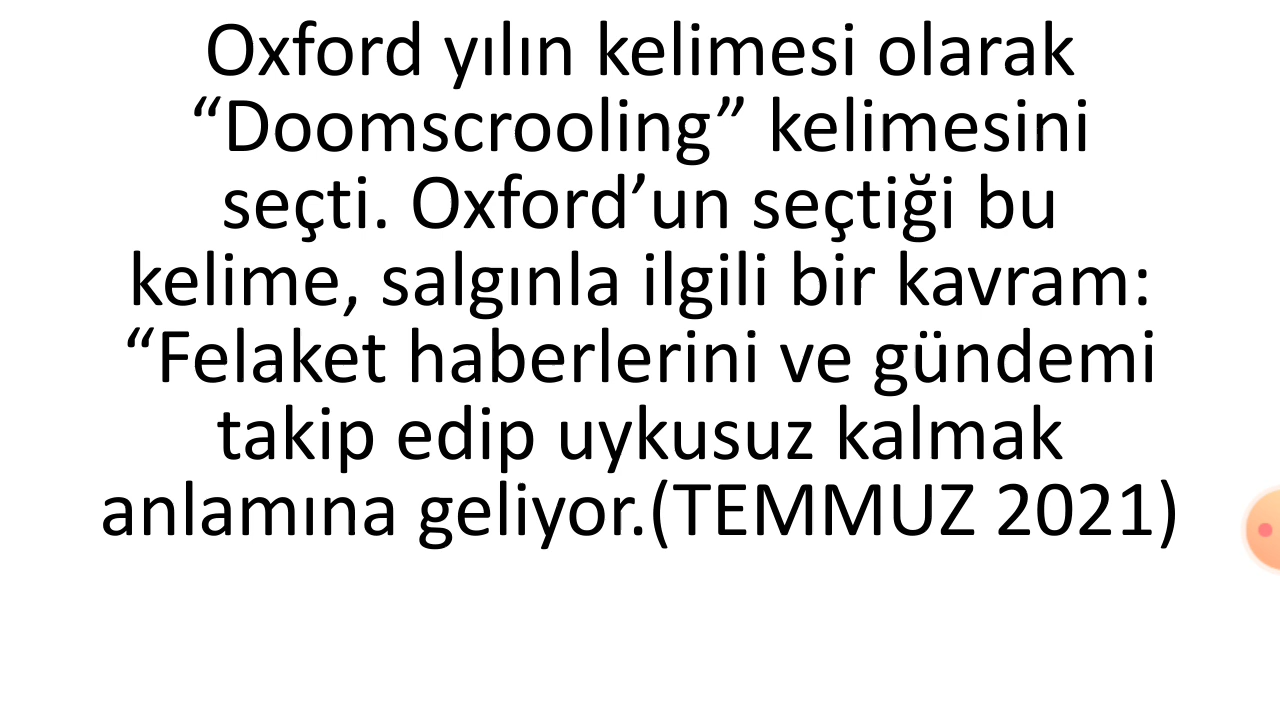 Oxford yılın kelimesi olarak
“Doomscrooling” kelimesini
seçti. Oxford’un seçtiği bu
kelime, salgınla ilgili bir kavram:
“Felaket haberlerini ve gündemi
takip edip uykusuz kalmak
anlamına geliyor.(TEMMUZ 2021)